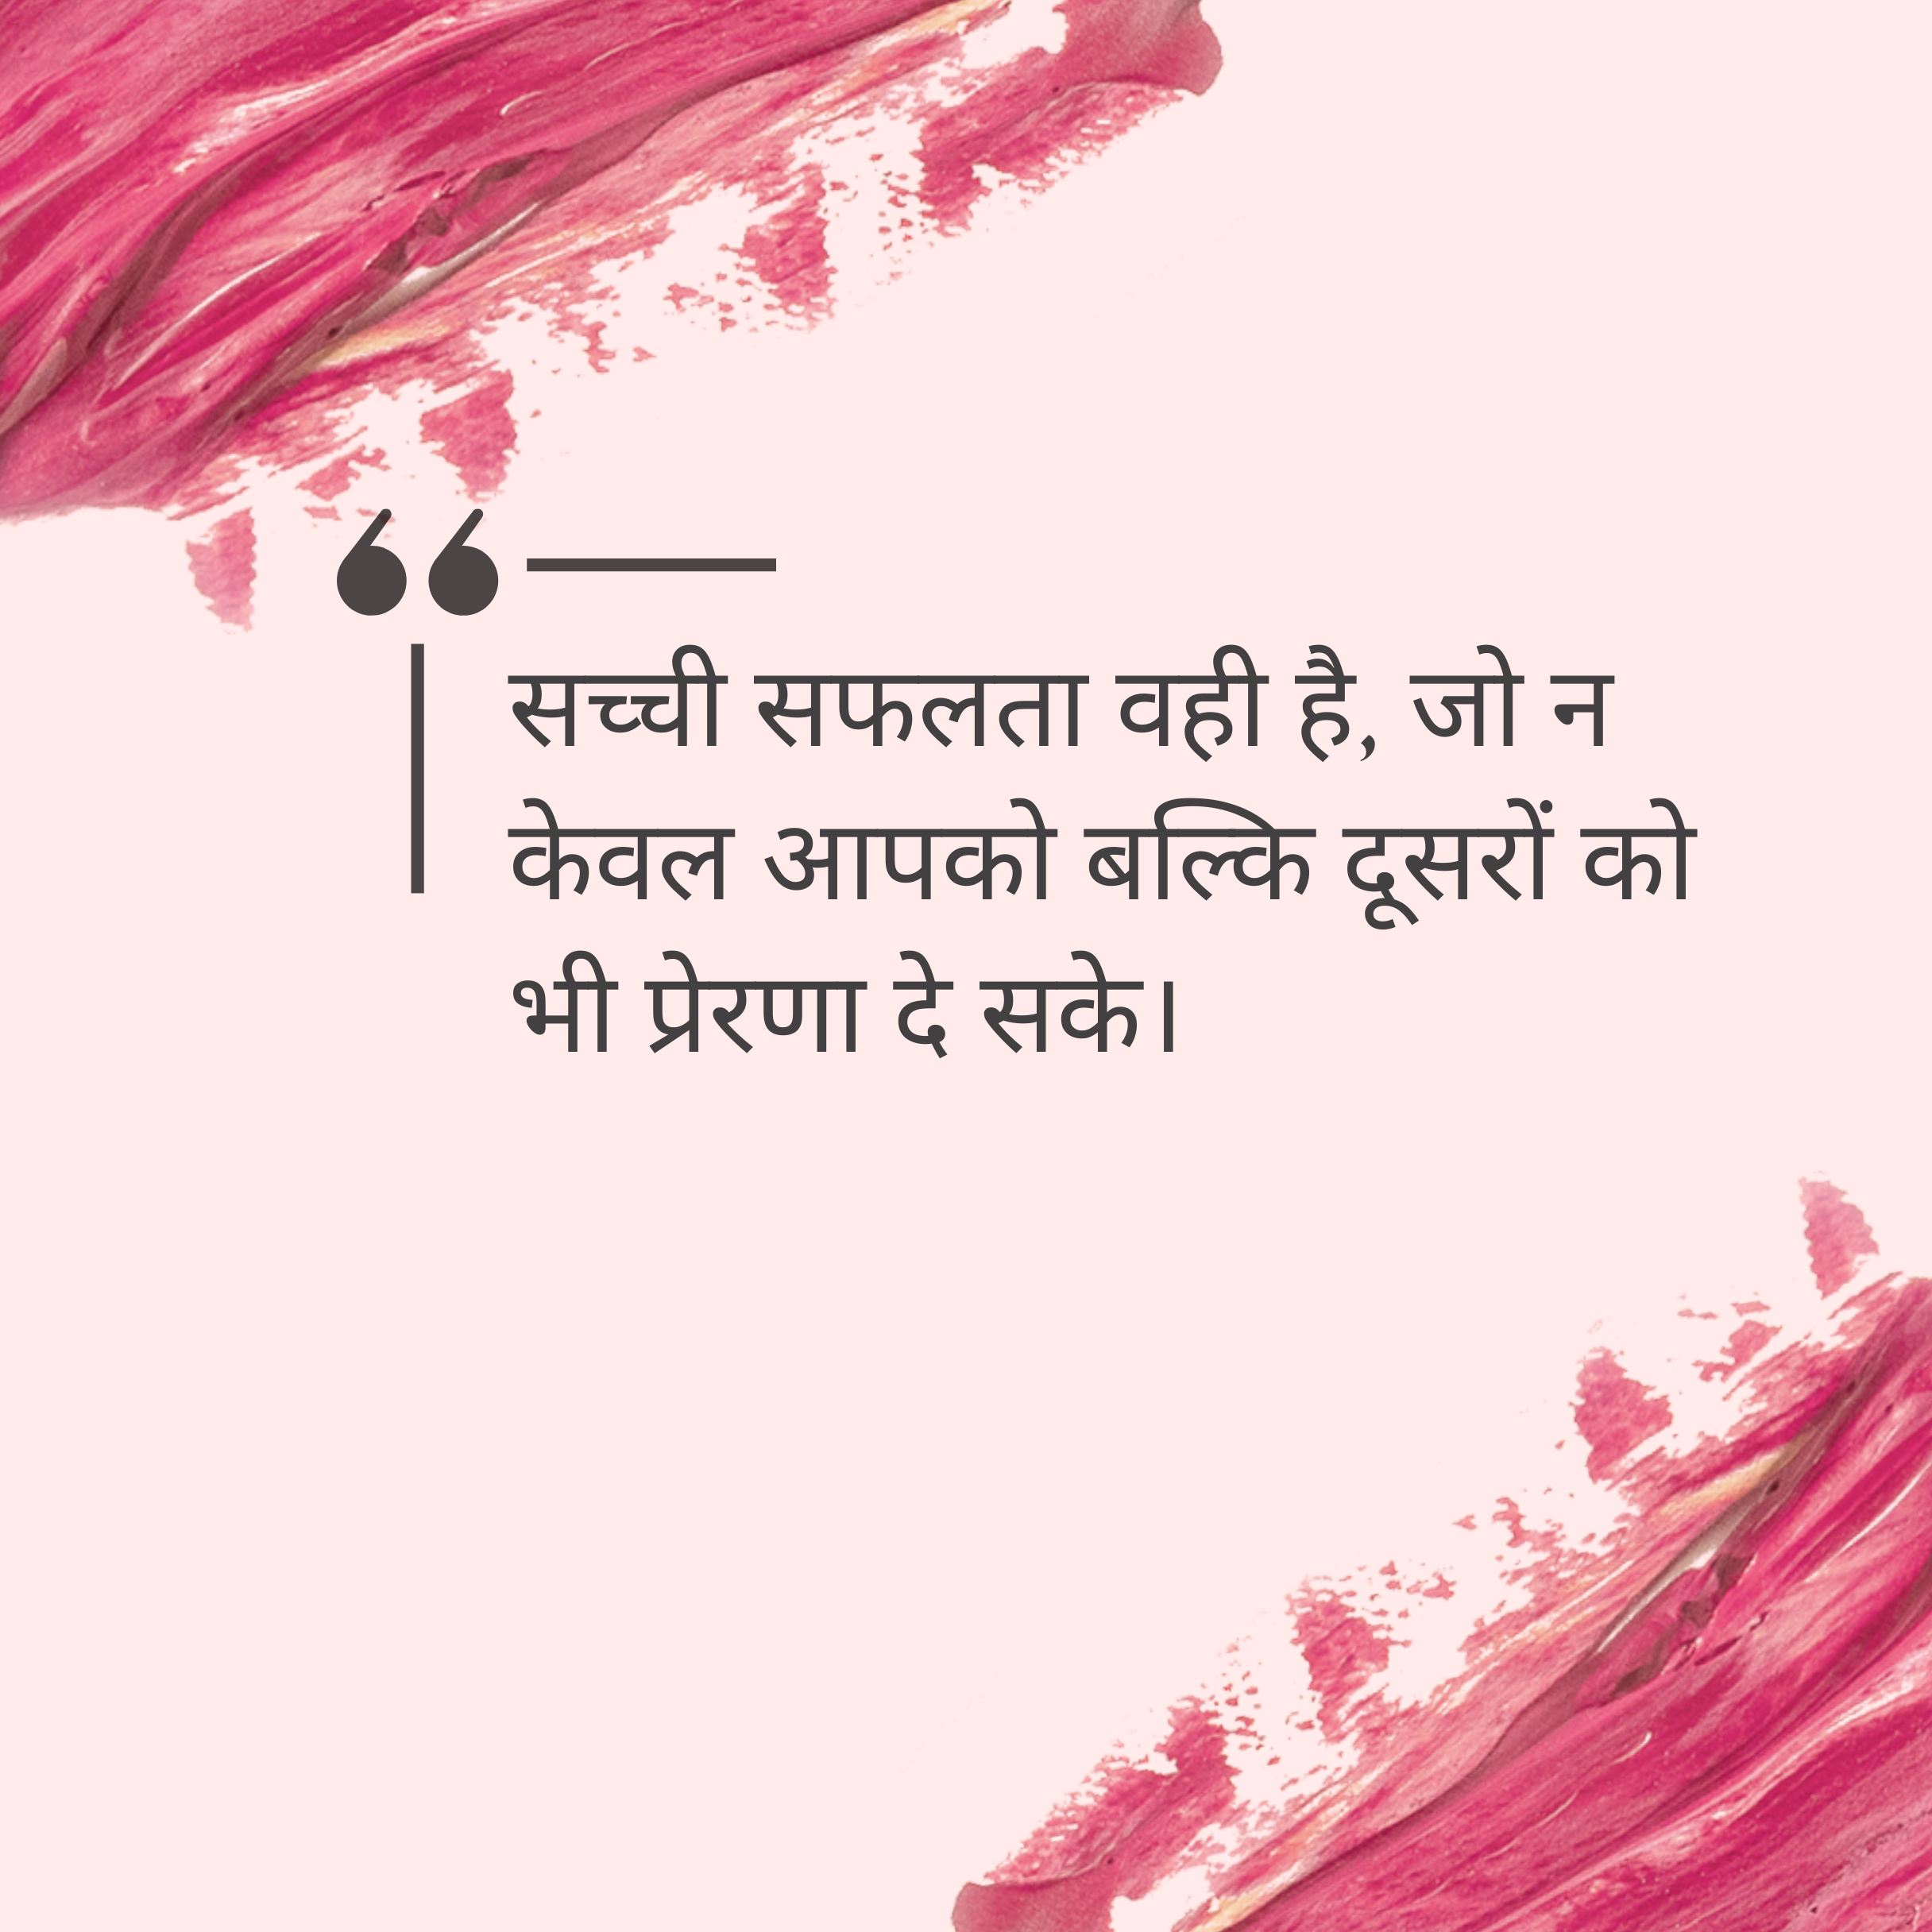 सच्ची सफलता वही है, जो न
केवल आपको बल्कि दूसरों को
भी प्रेरणा दे सके।